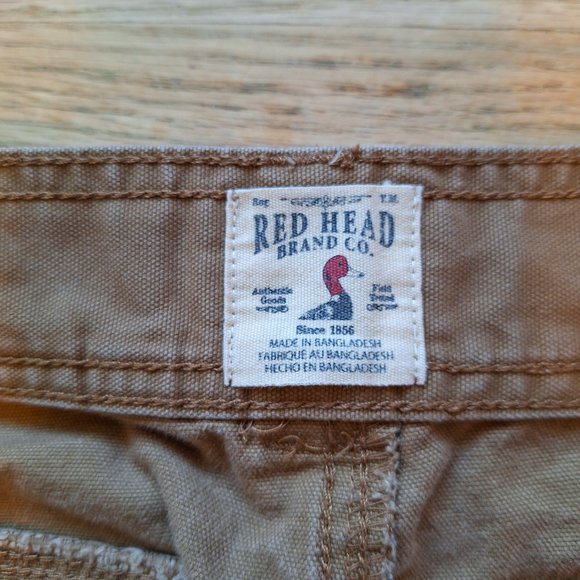 Reg T.M.
RED HEAD
BRAND CO.
Authentic Field
Goods Tested
Since 1856
MADE IN BANGLADESH
FABRIQUE AU BANGLADESH
HECHO EN BANGLADESH